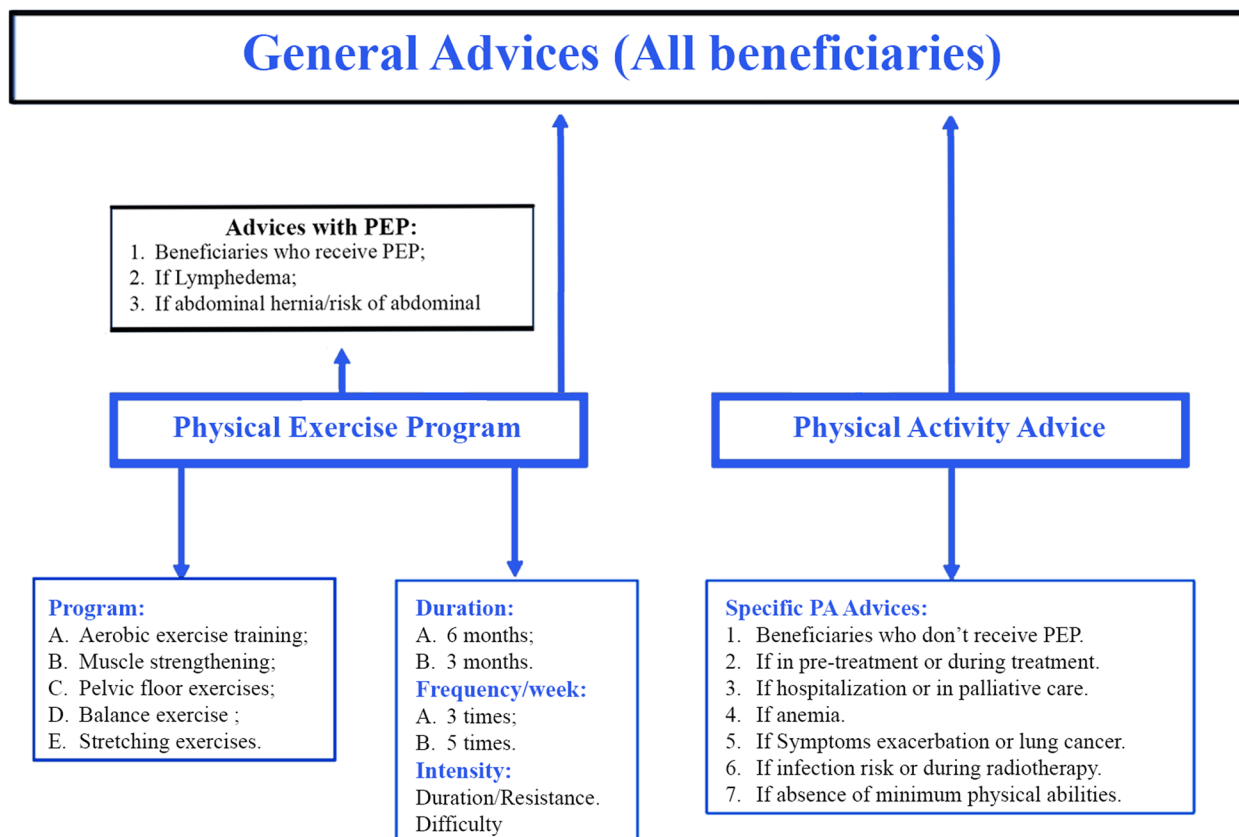 General Advices (All beneficiaries)
Advices with PEP:
1. Beneficiaries who receive PEP;
2. If Lymphedema;
3. If abdominal hernia/risk of abdominal
Physical Exercise Program
Physical Activity Advice
Program:
A. Aerobic exercise training;
B. Muscle strengthening;
C. Pelvic floor exercises;
D. Balance exercise ;
E. Stretching exercises.
Duration:
A. 6 months;
B. 3 months.
Frequency/week:
A. 3 times;
B. 5 times.
Intensity:
Duration/Resistance.
Difficulty
Specific PA Advices:
1. Beneficiaries who don’t receive PEP.
2. If in pre-treatment or during treatment.
3. If hospitalization or in palliative care.
4. If anemia.
5. If Symptoms exacerbation or lung cancer.
6. If infection risk or during radiotherapy.
7. If absence of minimum physical abilities.